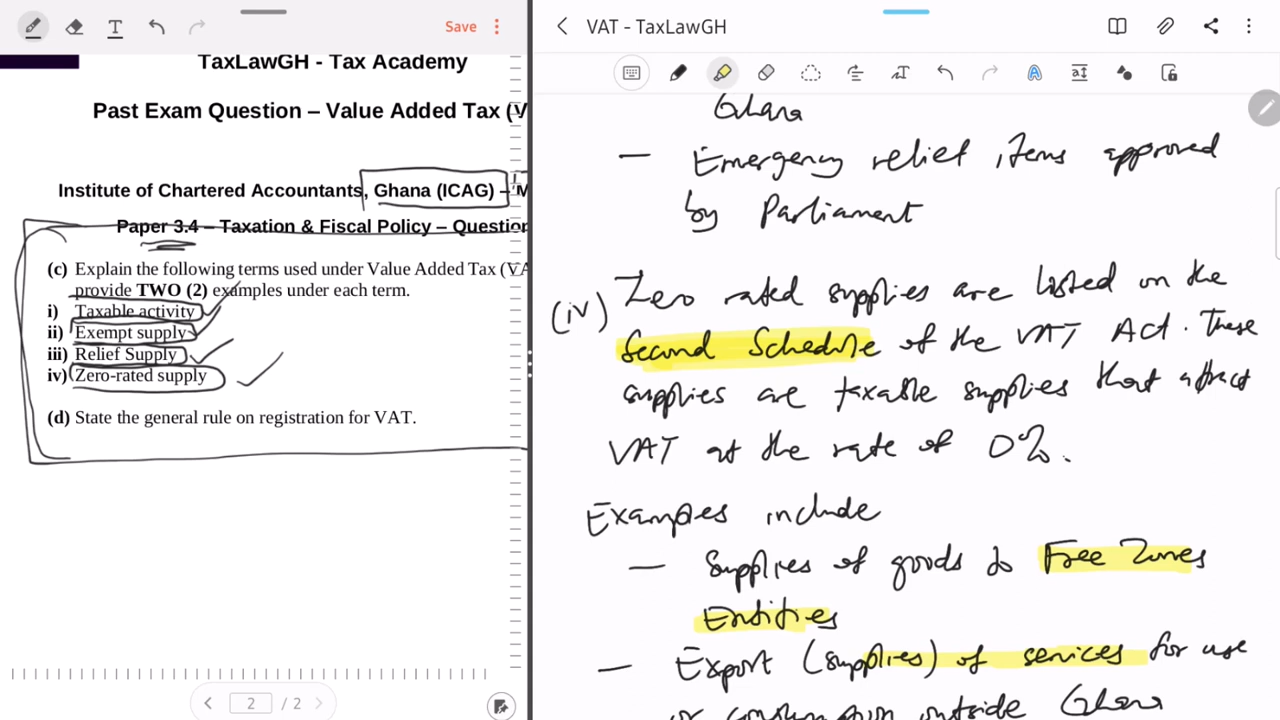 Save
TaxLawGH - Tax Academy
Past Exam Question – Value Added Tax (V
Institute of Chartered Accountants, Ghana (ICAG) –
Paper 3.4 – Taxation & Fiscal Policy – Question
(c) Explain the following terms used under Value Added Tax (VA
provide TWO (2) examples under each term.
i) Taxable activity
ii) Exempt supply
iii) Relief Supply
iv) Zero-rated supply
(d) State the general rule on registration for VAT.
2 / 2
VAT - TaxLawGH
Ghana
— Emergency relief items approved
by Parliament
(iv) Zero rated supplies are listed on the
Second Schedule of the VAT Act. These
supplies are taxable supplies that attract
VAT at the rate of 0%.
Examples include
— Supplies of goods to Free Zones
Entities
— Export (supplies) of services for use
or consumption outside Ghana